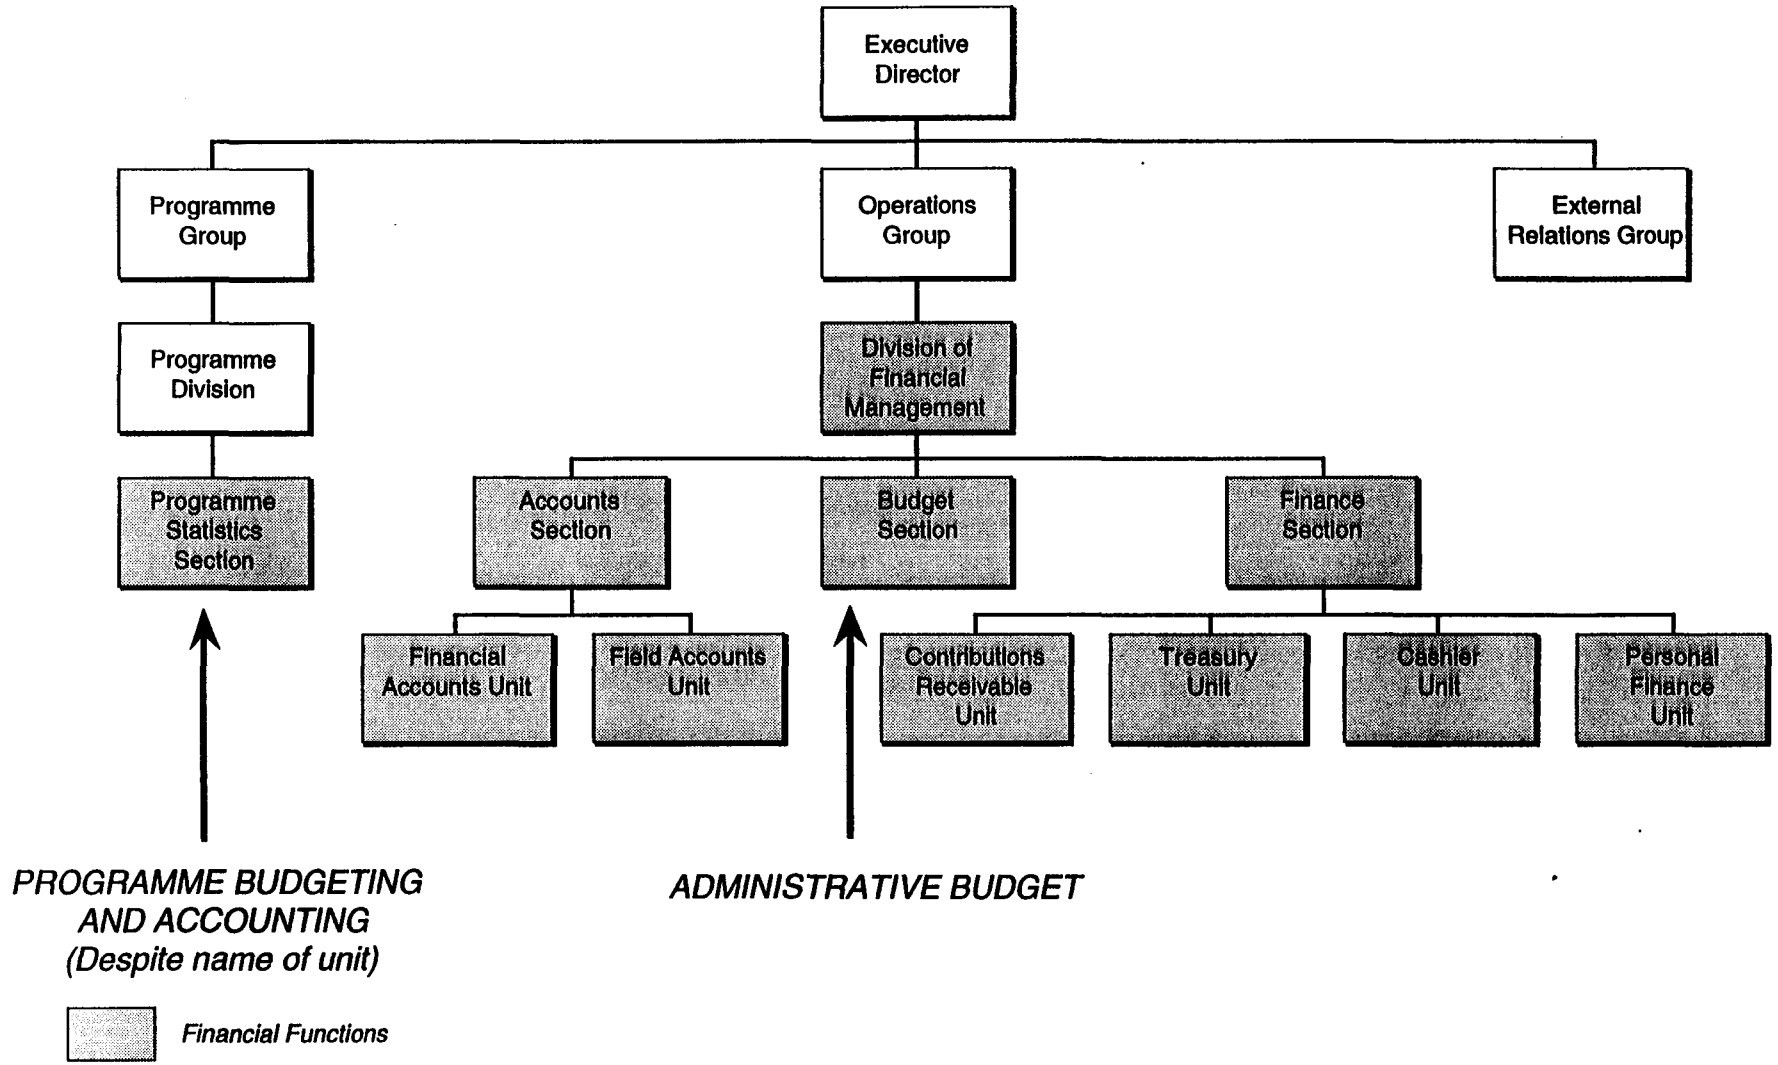 Executive
Director
Programme
Group
Operations
Group
External
Relations Group
Programme
Division
Division of
Financial
Management
Programme
Statistics
Section
Accounts
Section
Budget
Section
Finance
Section
Financial
Accounts Unit
Field Accounts
Unit
Contributions
Receivable
Unit
Treasury
Unit
Cashier
Unit
Personal
Finance
Unit
PROGRAMME BUDGETING
AND ACCOUNTING
(Despite name of unit)
ADMINISTRATIVE BUDGET
Financial Functions